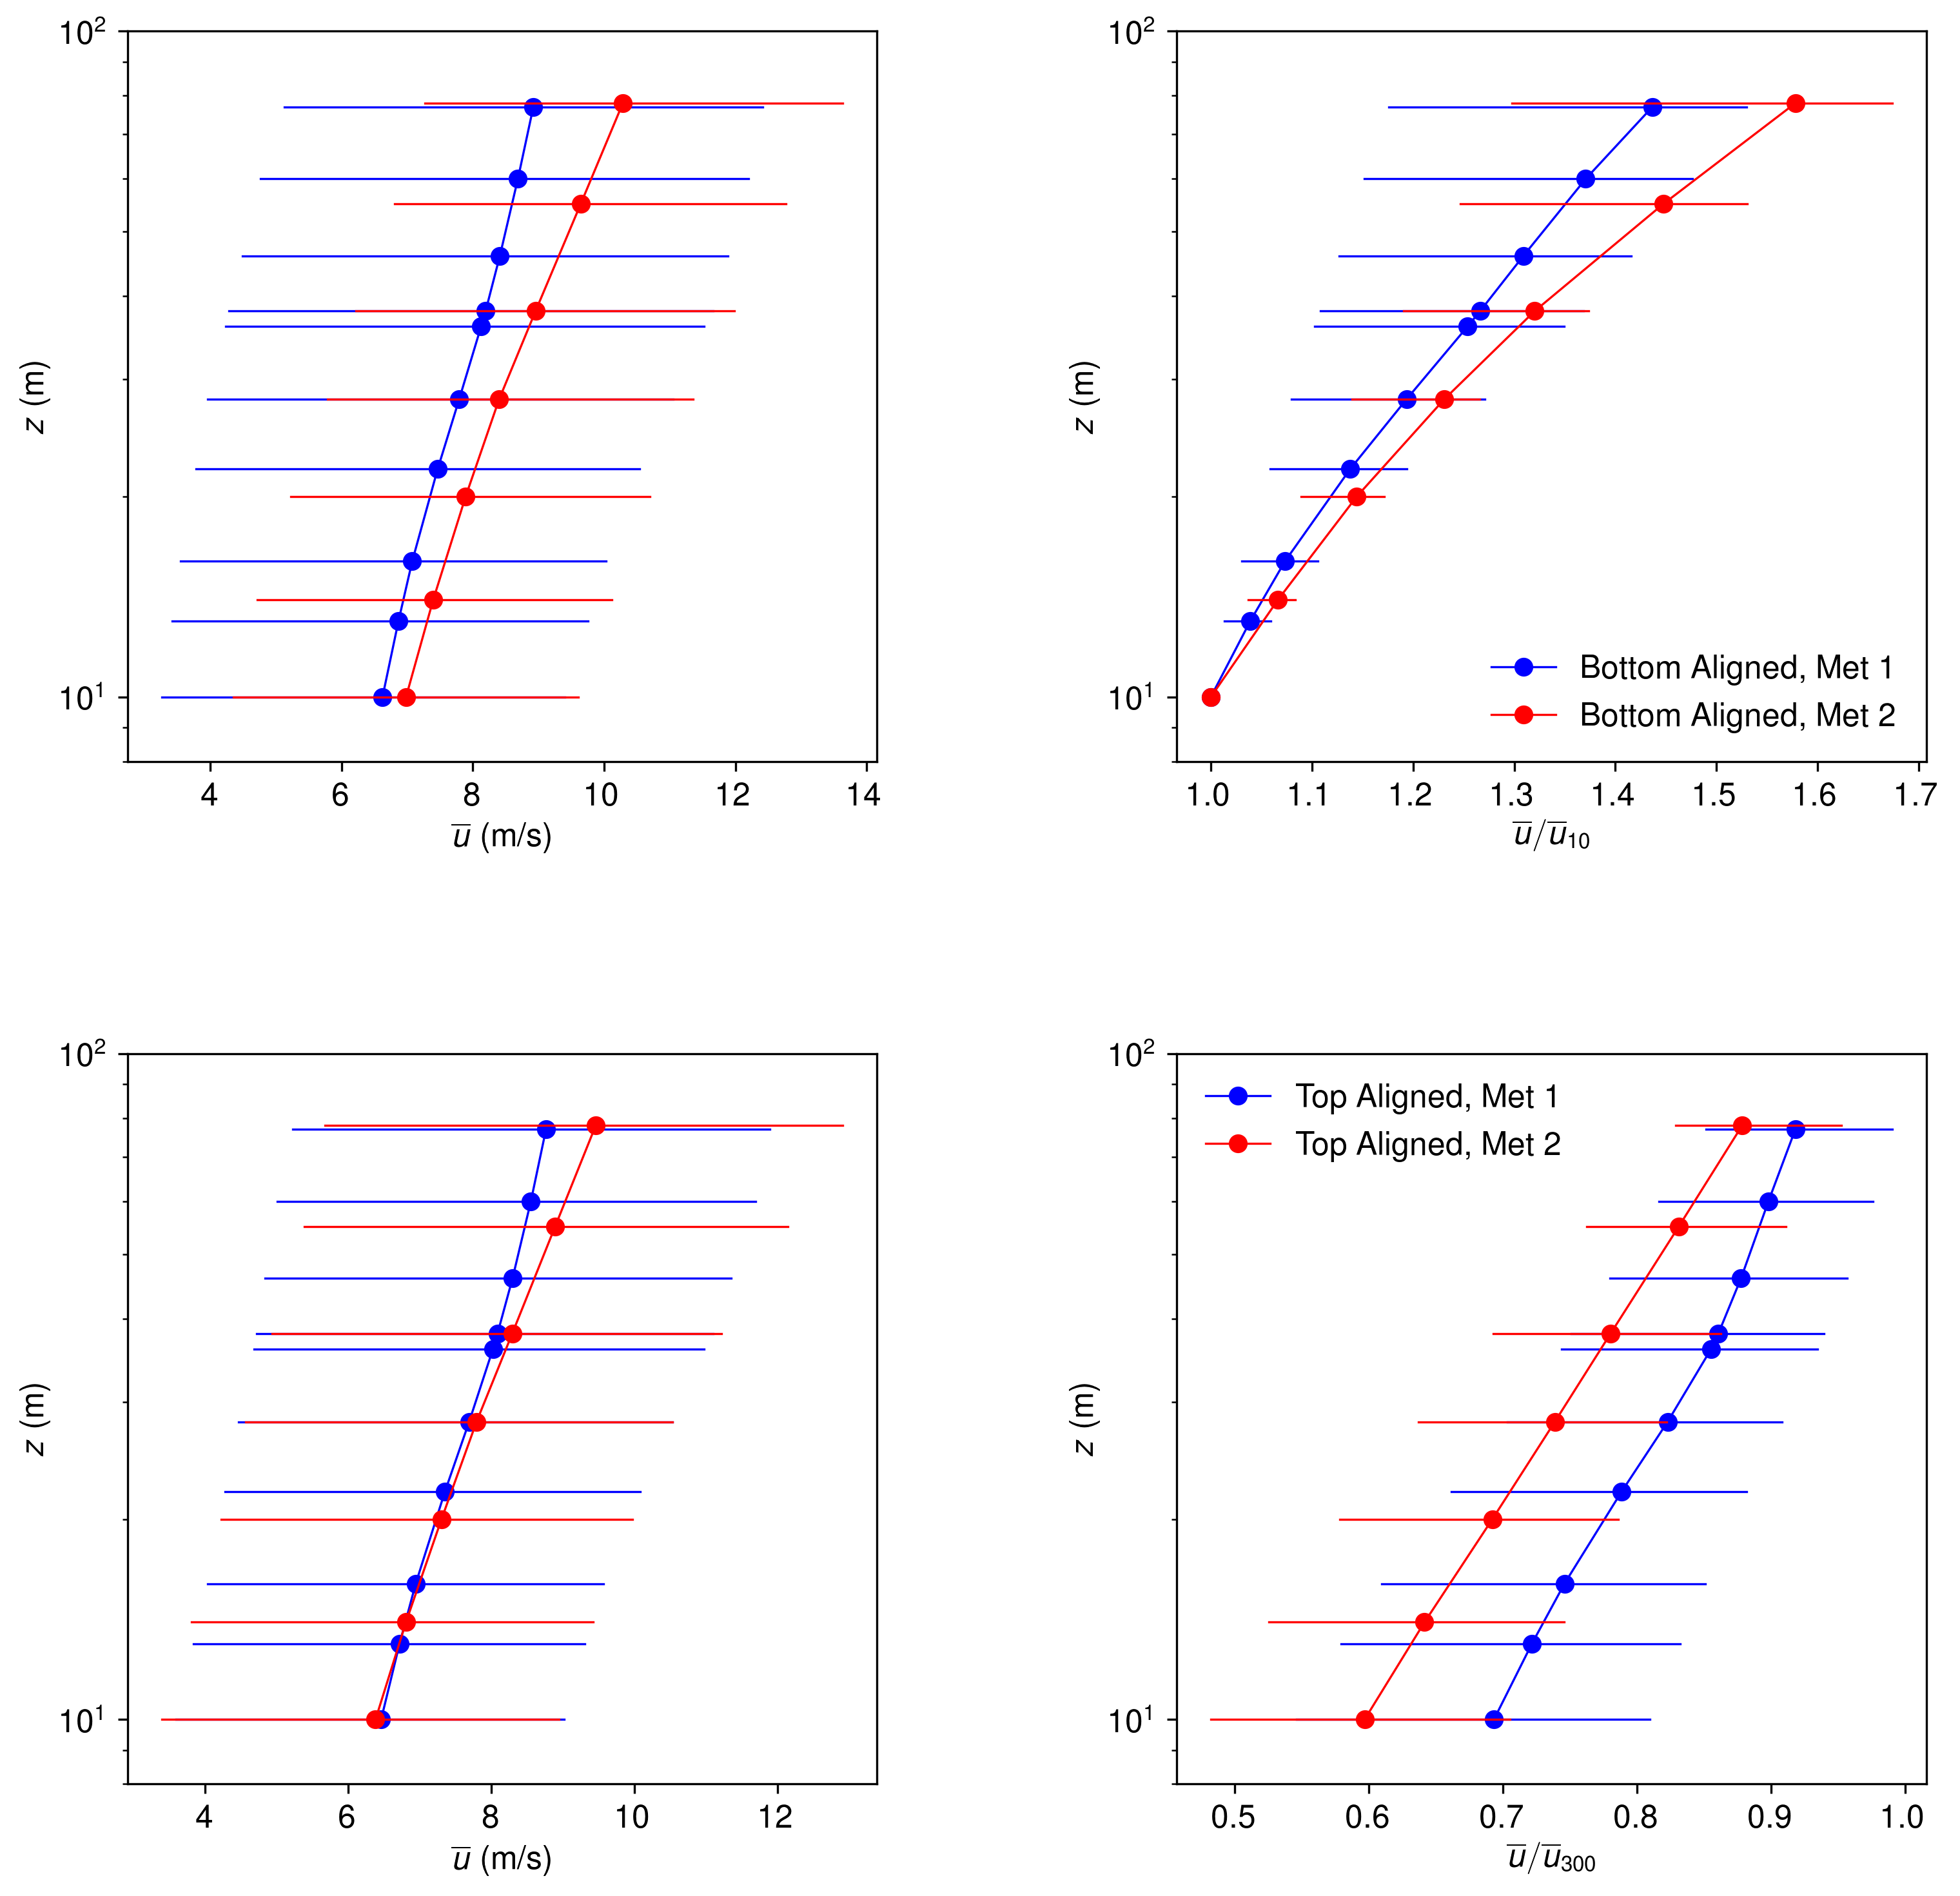 10²
z (m)
10¹
4 6 8 10 12 14
u̅ (m/s)
10²
z (m)
10¹
Bottom Aligned, Met 1
Bottom Aligned, Met 2
1.0 1.1 1.2 1.3 1.4 1.5 1.6 1.7
u̅/u̅₁₀
10²
z (m)
10¹
4 6 8 10 12
u̅ (m/s)
10²
Top Aligned, Met 1
Top Aligned, Met 2
z (m)
10¹
0.5 0.6 0.7 0.8 0.9 1.0
u̅/u̅₃₀₀